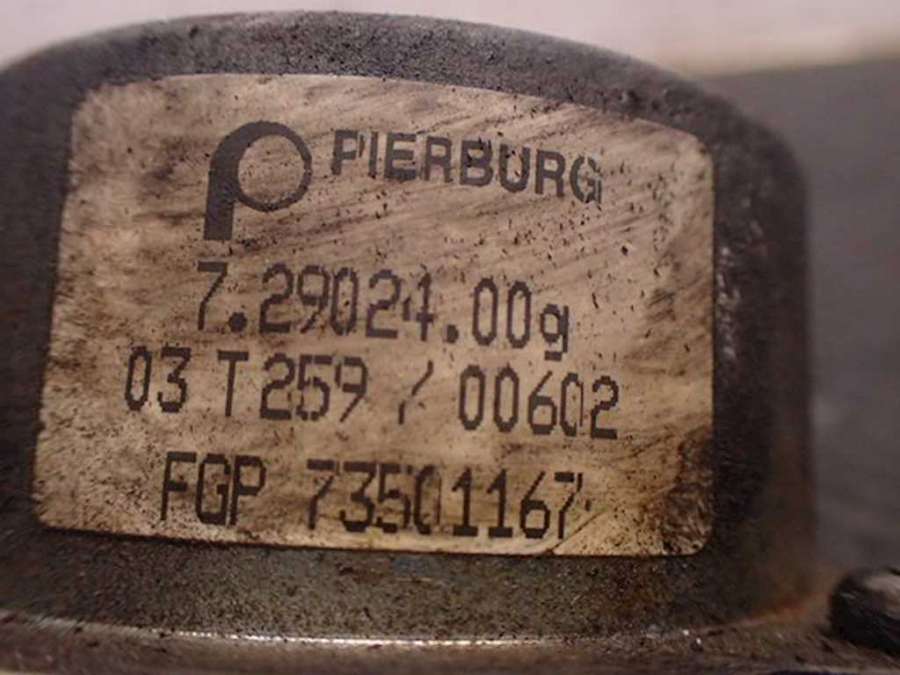 PIERBURG
7.29024.00g
03 T259 / 00602
FGP 73501167